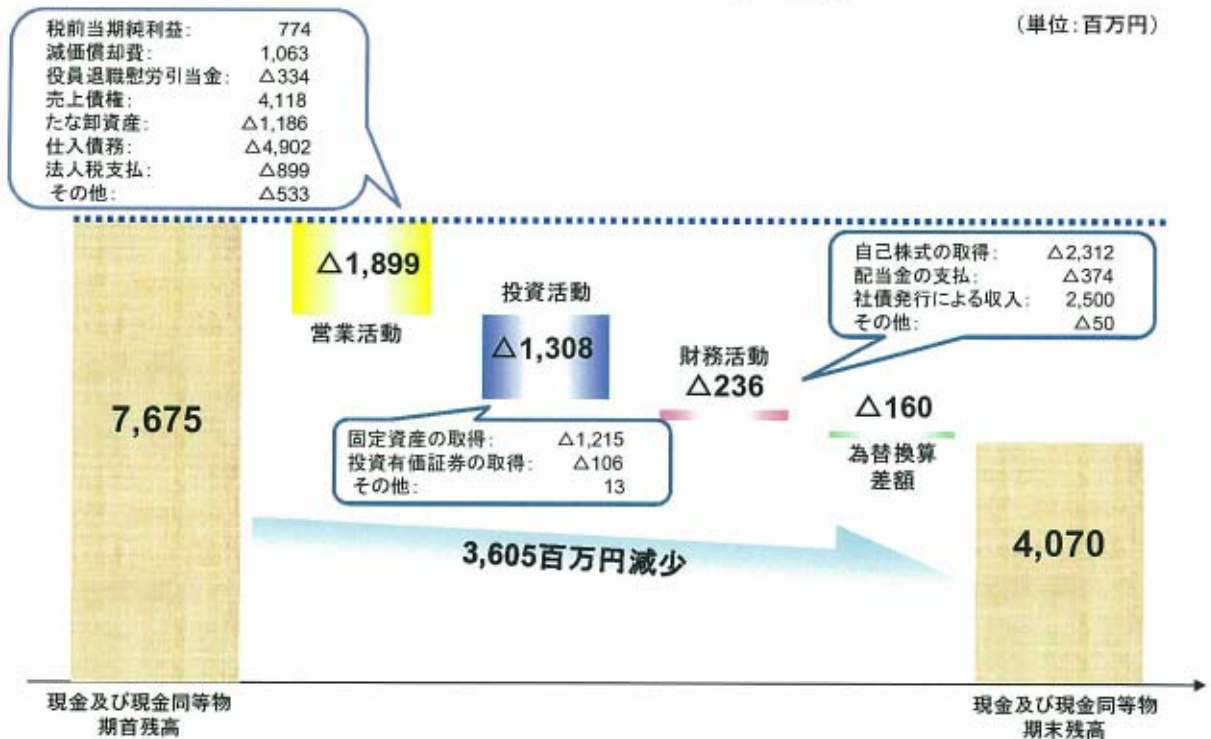 (単位:百万円)
税前当期純利益: 774
減価償却費: 1,063
役員退職慰労引当金: △334
売上債権: 4,118
たな卸資産: △1,186
仕入債務: △4,902
法人税支払: △899
その他: △533
△1,899
営業活動
投資活動
△1,308
固定資産の取得: △1,215
投資有価証券の取得: △106
その他: 13
財務活動
△236
自己株式の取得: △2,312
配当金の支払: △374
社債発行による収入: 2,500
その他: △50
△160
為替換算
差額
7,675
3,605百万円減少
4,070
現金及び現金同等物
期首残高
現金及び現金同等物
期末残高